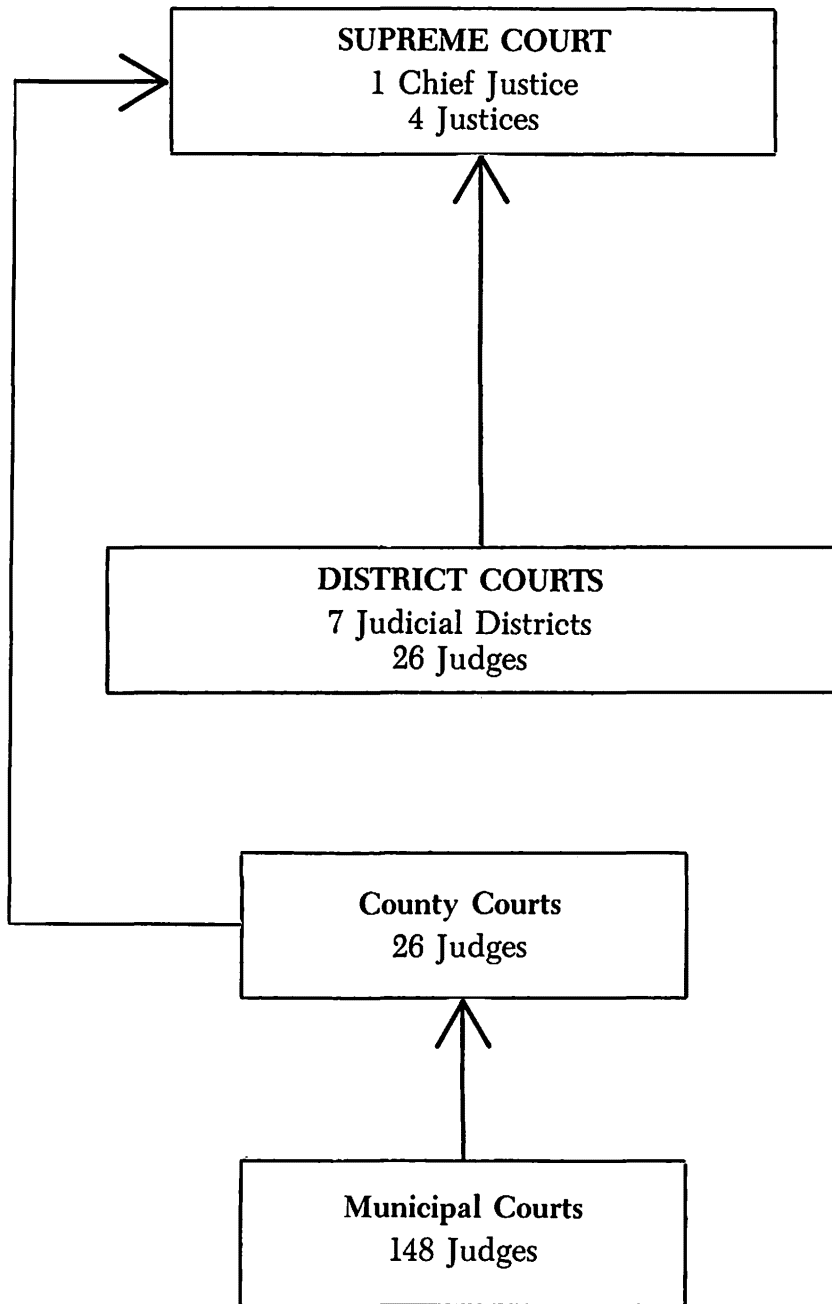 SUPREME COURT
1 Chief Justice
4 Justices
DISTRICT COURTS
7 Judicial Districts
26 Judges
County Courts
26 Judges
Municipal Courts
148 Judges